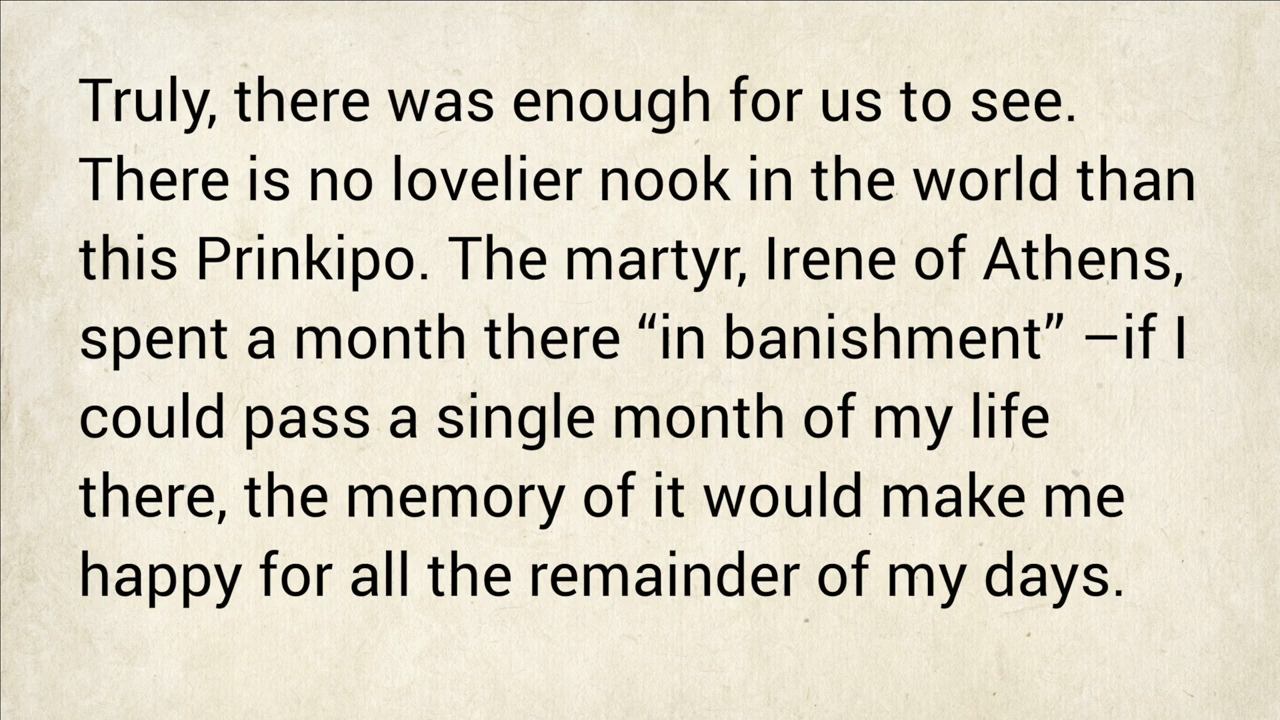 Truly, there was enough for us to see.
There is no lovelier nook in the world than
this Prinkipo. The martyr, Irene of Athens,
spent a month there “in banishment” –if I
could pass a single month of my life
there, the memory of it would make me
happy for all the remainder of my days.